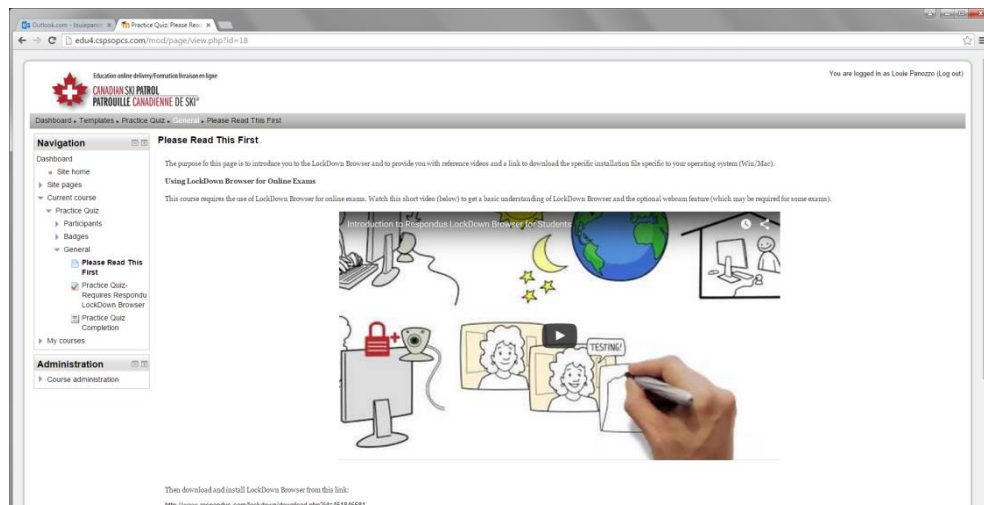 Outlook.com - louiepano
Practice Quiz: Please Read
edu4.cspsopcs.com/mod/page/view.php?id=18
Education online delivery/Formation livraison en ligne
CANADIAN SKI PATROL
PATROUILLE CANADIENNE DE SKI
You are logged in as Louie Panozzo (Log out)
Dashboard ▸ Templates ▸ Practice Quiz ▸ General ▸ Please Read This First
Navigation
Dashboard
Site home
Site pages
Current course
Practice Quiz
Participants
Badges
General
Please Read This
First
Practice Quiz-
Requires Respondu
LockDown Browser
Practice Quiz
Completion
My courses
Administration
Course administration
Please Read This First
The purpose fo this page is to introduce you to the LockDown Browser and to provide you with reference videos and a link to download the specific installation file specific to your operating system (Win/Mac).
Using LockDown Browser for Online Exams
This course requires the use of LockDown Browser for online exams. Watch this short video (below) to get a basic understanding of LockDown Browser and the optional webcam feature (which may be required for some exams).
Introduction to Respondus LockDown Browser for Students
TESTING!
Then download and install LockDown Browser from this link: